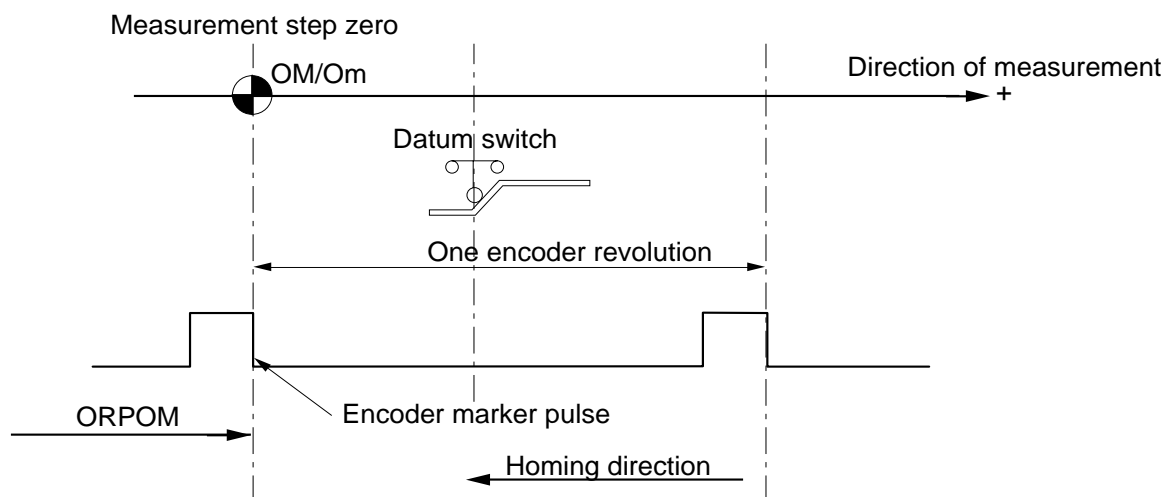 Measurement step zero
OM/Om
Direction of measurement
+
Datum switch
One encoder revolution
Encoder marker pulse
ORPOM
Homing direction